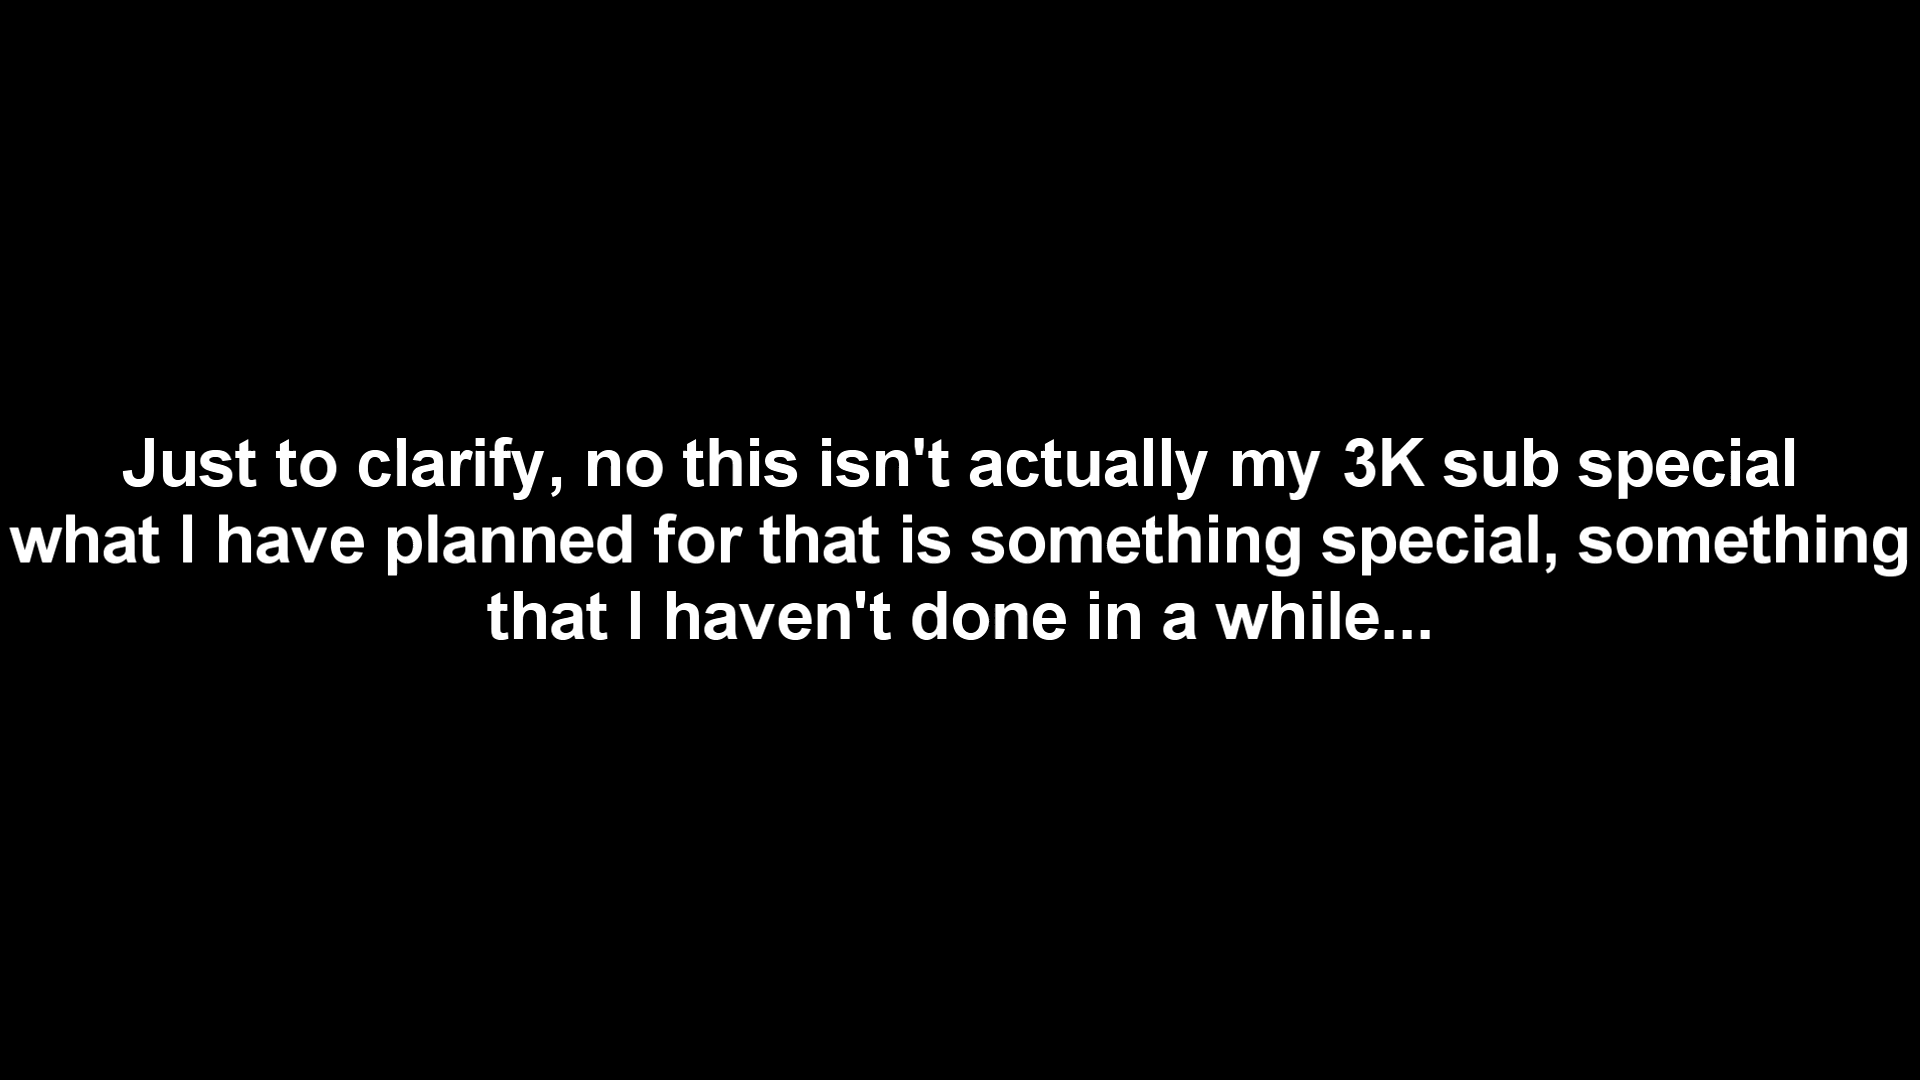 Just to clarify, no this isn't actually my 3K sub special
what I have planned for that is something special, something
that I haven't done in a while...